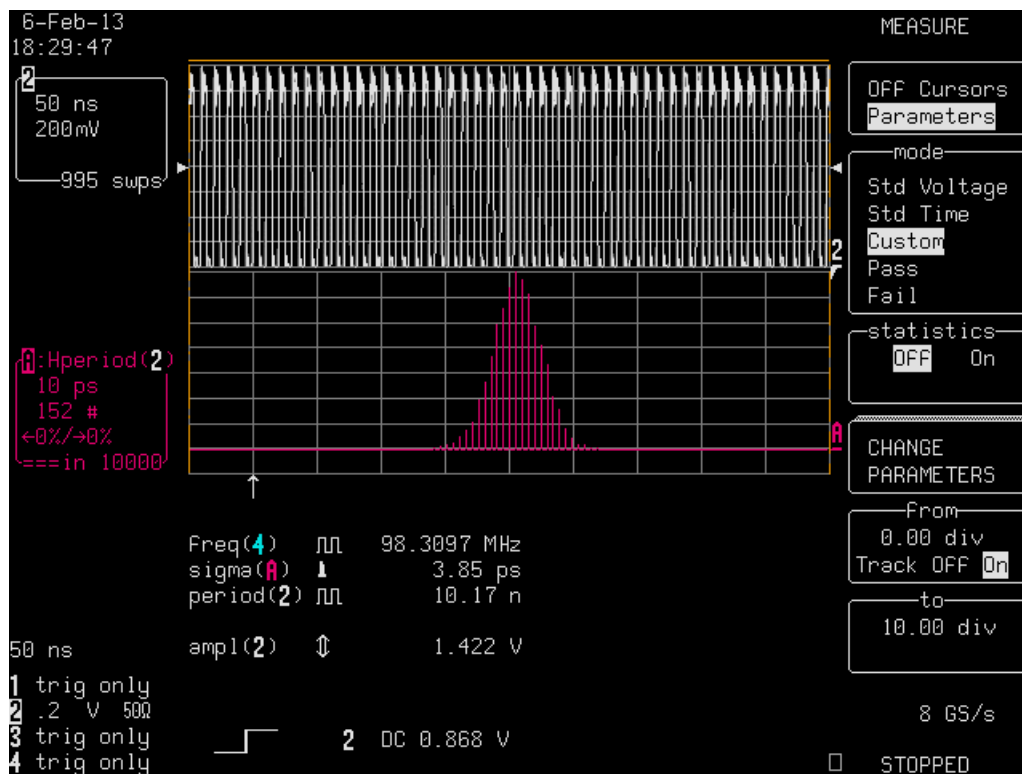 6-Feb-13
18:29:47
MEASURE
2
50 ns
200mV
995 swps
OFF Cursors
Parameters
mode
Std Voltage
Std Time
Custom
Pass
Fail
2
statistics
OFF On
A:Hperiod(2)
10 ps
152 #
←0%/→0%
===in 10000
A
CHANGE
PARAMETERS
↑
from
0.00 div
Track OFF On
Freq(4) 98.3097 MHz
sigma(A) 3.85 ps
period(2) 10.17 n
to
10.00 div
50 ns
ampl(2) ⇕ 1.422 V
1 trig only
2 .2 V 50Ω
3 trig only
4 trig only
2 DC 0.868 V
8 GS/s
STOPPED